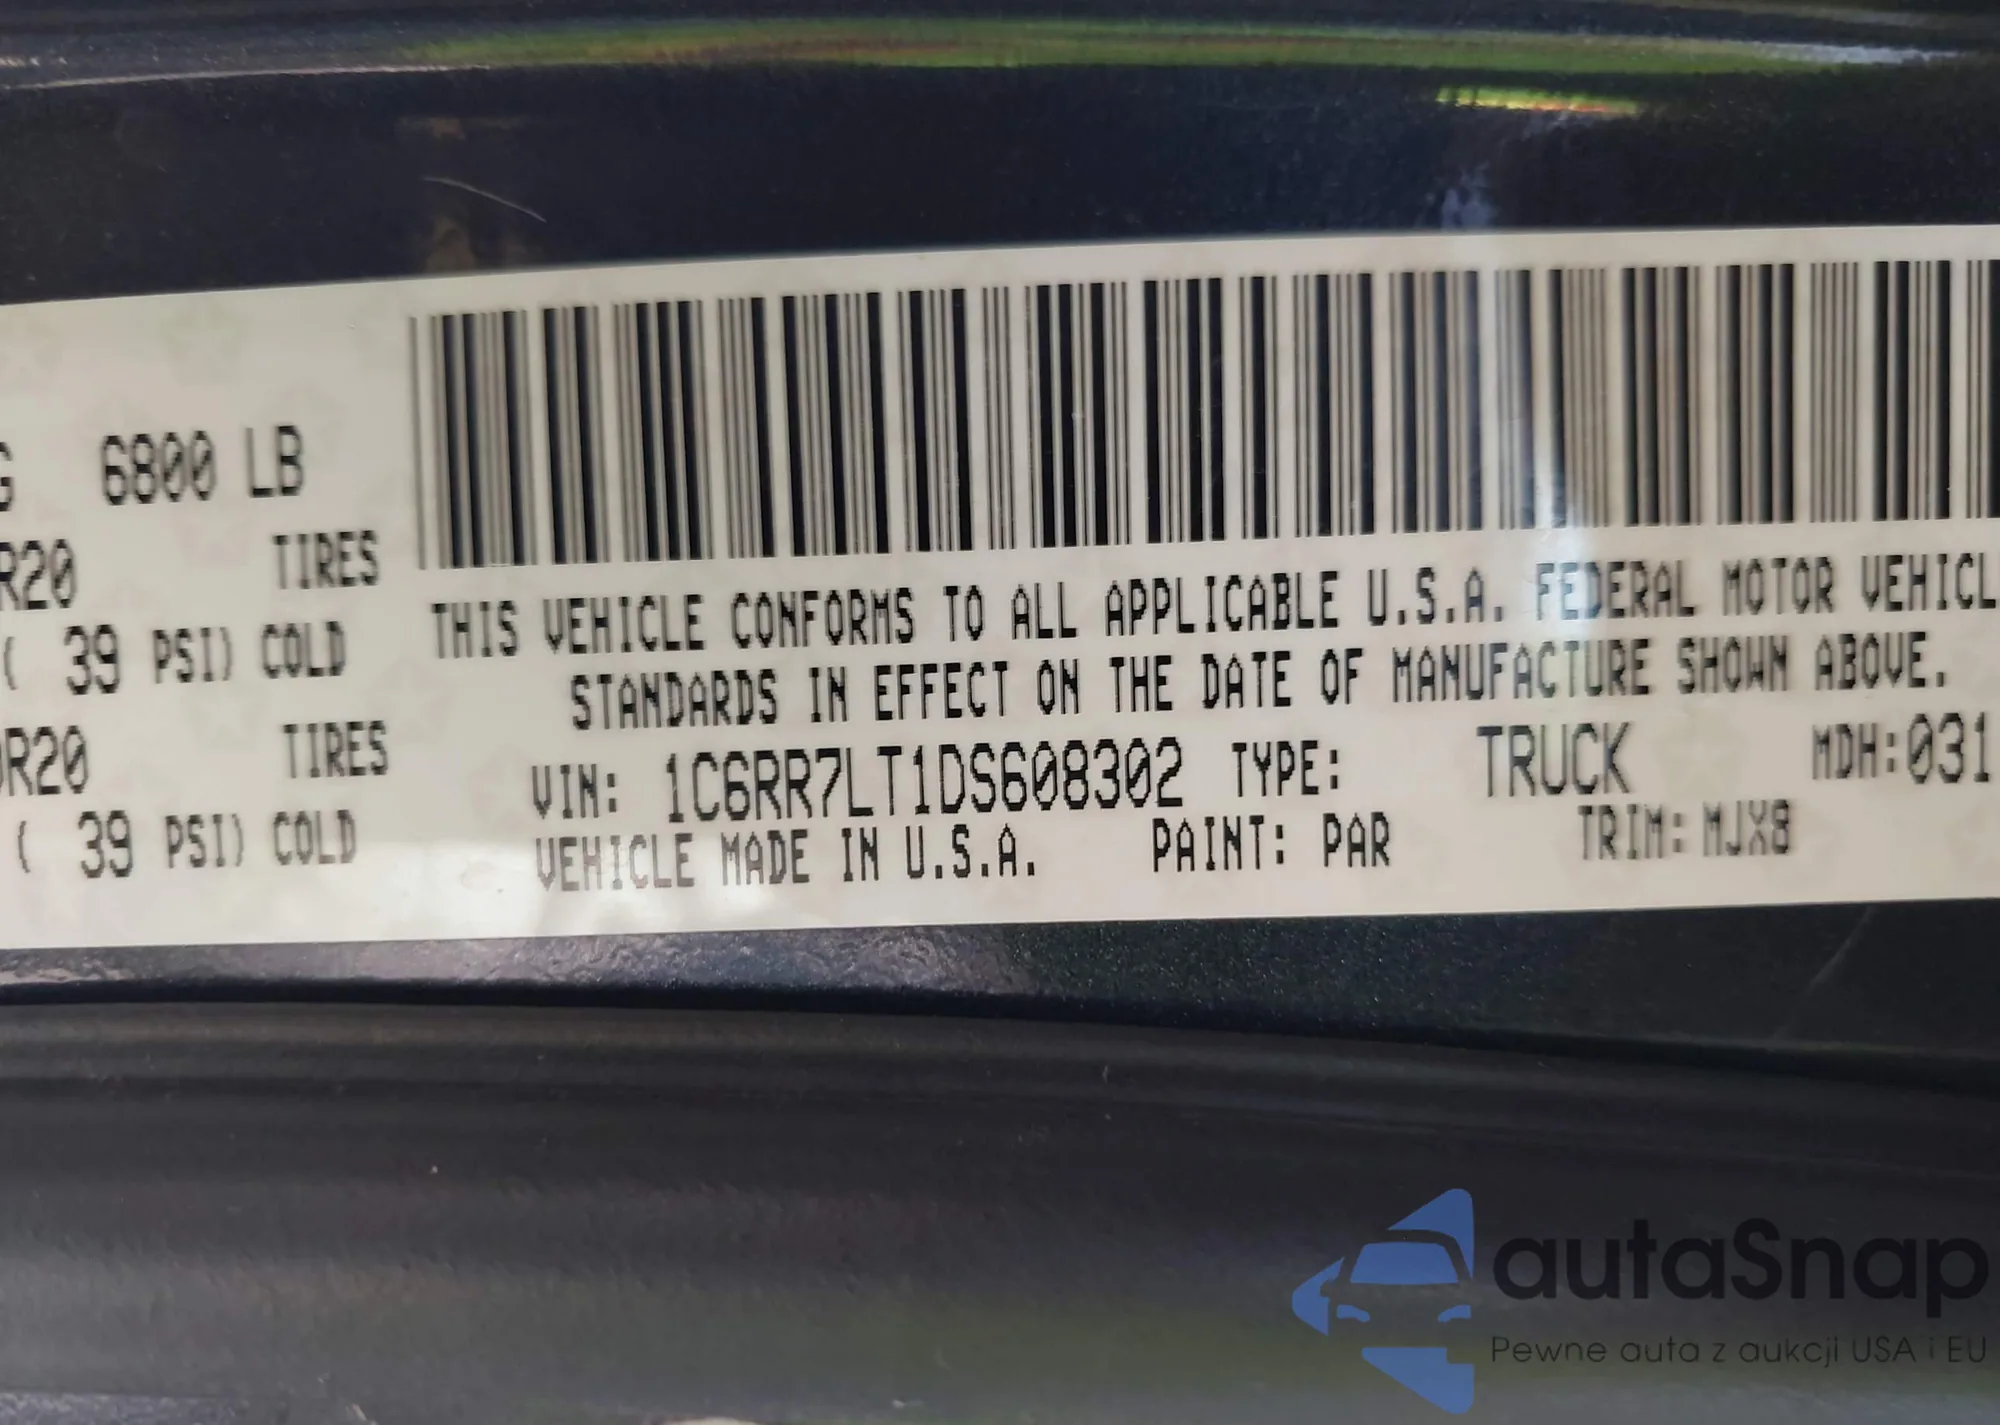 6800 LB
R20 TIRES
( 39 PSI) COLD
R20 TIRES
( 39 PSI) COLD
THIS VEHICLE CONFORMS TO ALL APPLICABLE U.S.A. FEDERAL MOTOR VEHICL
STANDARDS IN EFFECT ON THE DATE OF MANUFACTURE SHOWN ABOVE.
VIN: 1C6RR7LT1DS608302 TYPE: TRUCK MDH:031
VEHICLE MADE IN U.S.A. PAINT: PAR TRIM: MJX8
autaSnap
Pewne auta z aukcji USA i EU